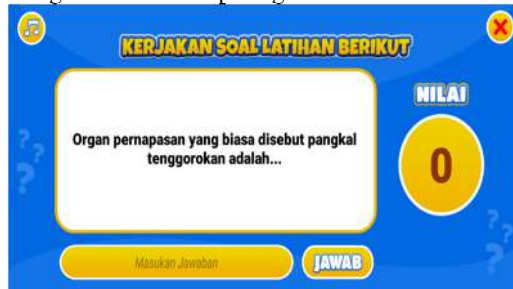 KERJAKAN SOAL LATIHAN BERIKUT
NILAI
Organ pernapasan yang biasa disebut pangkal
tenggorokan adalah...
0
Masukan Jawaban
JAWAB